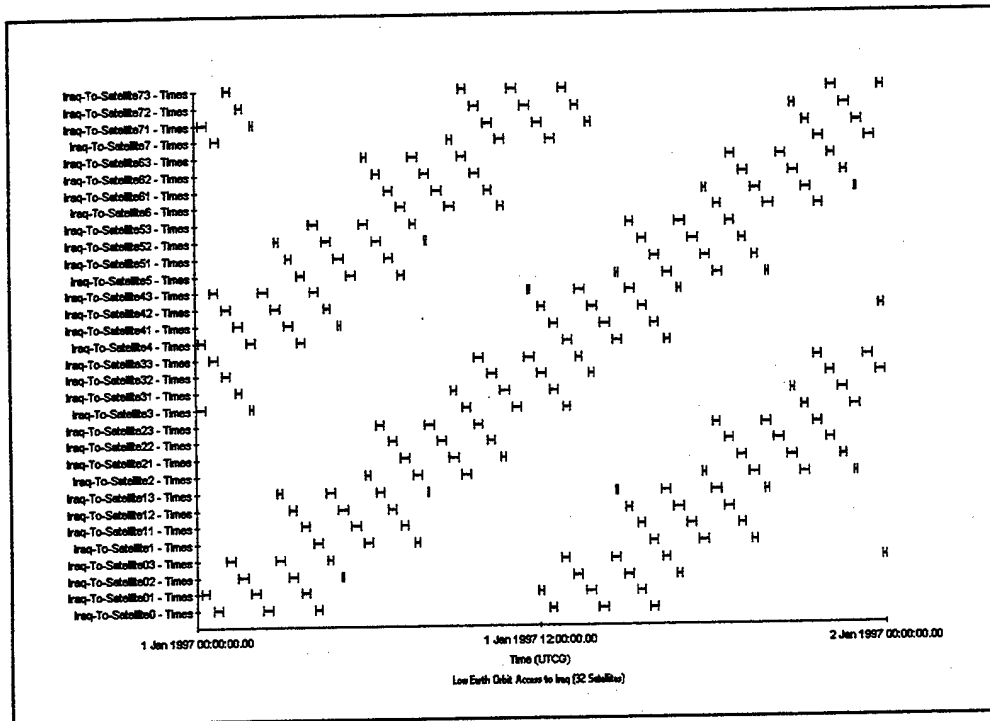 Iraq-To-Satellite73 - Times
Iraq-To-Satellite72 - Times
Iraq-To-Satellite71 - Times
Iraq-To-Satellite7 - Times
Iraq-To-Satellite63 - Times
Iraq-To-Satellite62 - Times
Iraq-To-Satellite61 - Times
Iraq-To-Satellite6 - Times
Iraq-To-Satellite53 - Times
Iraq-To-Satellite52 - Times
Iraq-To-Satellite51 - Times
Iraq-To-Satellite5 - Times
Iraq-To-Satellite43 - Times
Iraq-To-Satellite42 - Times
Iraq-To-Satellite41 - Times
Iraq-To-Satellite4 - Times
Iraq-To-Satellite33 - Times
Iraq-To-Satellite32 - Times
Iraq-To-Satellite31 - Times
Iraq-To-Satellite3 - Times
Iraq-To-Satellite23 - Times
Iraq-To-Satellite22 - Times
Iraq-To-Satellite21 - Times
Iraq-To-Satellite2 - Times
Iraq-To-Satellite13 - Times
Iraq-To-Satellite12 - Times
Iraq-To-Satellite11 - Times
Iraq-To-Satellite1 - Times
Iraq-To-Satellite03 - Times
Iraq-To-Satellite02 - Times
Iraq-To-Satellite01 - Times
Iraq-To-Satellite0 - Times
1 Jan 1997 00:00:00.00
1 Jan 1997 12:00:00.00
2 Jan 1997 00:00:00.00
Time (UTCG)
Low Earth Orbit Access to Iraq (32 Satellites)